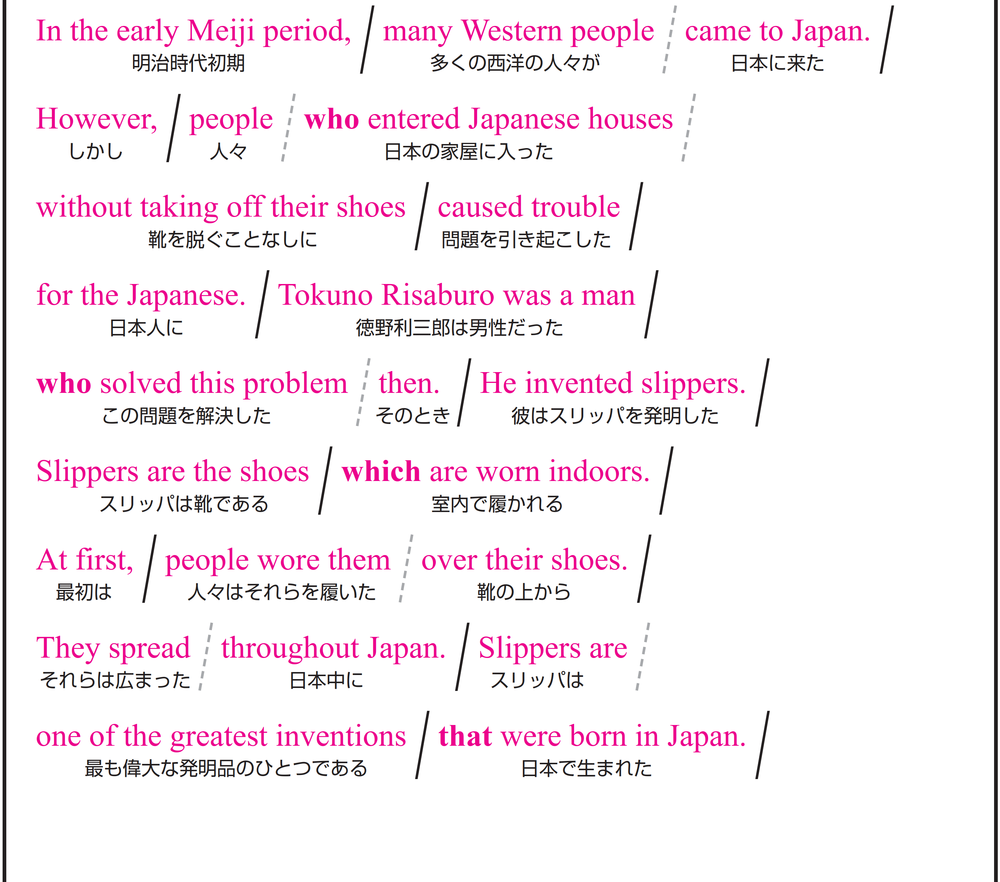 In the early Meiji period, / many Western people / came to Japan. /
明治時代初期 多くの西洋の人々が 日本に来た
However, / people / who entered Japanese houses /
しかし 人々 日本の家屋に入った
without taking off their shoes / caused trouble /
靴を脱ぐことなしに 問題を引き起こした
for the Japanese. / Tokuno Risaburo was a man /
日本人に 徳野利三郎は男性だった
who solved this problem / then. / He invented slippers. /
この問題を解決した そのとき 彼はスリッパを発明した
Slippers are the shoes / which are worn indoors. /
スリッパは靴である 室内で履かれる
At first, / people wore them / over their shoes. /
最初は 人々はそれらを履いた 靴の上から
They spread / throughout Japan. / Slippers are /
それらは広まった 日本中に スリッパは
one of the greatest inventions / that were born in Japan. /
最も偉大な発明品のひとつである 日本で生まれた